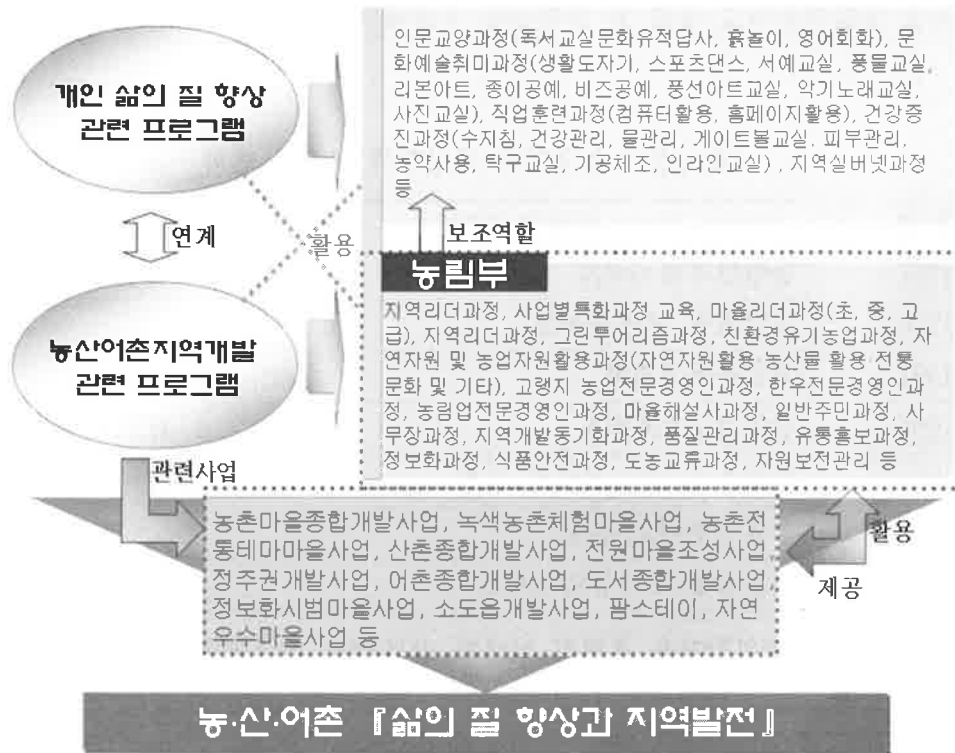 개인 삶의 질 향상
관련 프로그램
인문교양과정(독서교실문화유적답사, 흙놀이, 영어회화), 문
화예술취미과정(생활도자기, 스포츠댄스, 서예교실, 풍물교실,
리본아트, 종이공예, 비즈공예, 풍선아트교실, 악기노래교실,
사진교실), 직업훈련과정(컴퓨터활용, 홈페이지활용), 건강증
진과정(수지침, 건강관리, 물관리, 게이트볼교실, 피부관리,
농약사용, 탁구교실, 기공체조, 인라인교실) , 지역실버넷과정
등
연계
활용
보조역할
농림부
농산어촌지역개발
관련 프로그램
지역리더과정, 사업별특화과정 교육, 마을리더과정(초, 중, 고
급), 지역리더과정, 그린투어리즘과정, 친환경유기농업과정, 자
연자원 및 농업자원활용과정(자연자원활용 농산물 활용 전통
문화 및 기타), 고령지 농업전문경영인과정, 한우전문경영인과
정, 농림업전문경영인과정, 마을해설사과정, 일반주민과정, 사
무장과정, 지역개발동기화과정, 품질관리과정, 유통홍보과정,
정보화과정, 식품안전과정, 도농교류과정, 자원보전관리 등
관련사업
농촌마을종합개발사업, 녹색농촌체험마을사업, 농촌전
통테마마을사업, 산촌종합개발사업, 전원마을조성사업,
정주권개발사업, 어촌종합개발사업, 도서종합개발사업,
정보화시범마을사업, 소도읍개발사업, 팜스테이, 자연
우수마을사업 등
활용
제공
농·산·어촌 『삶의 질 향상과 지역발전』